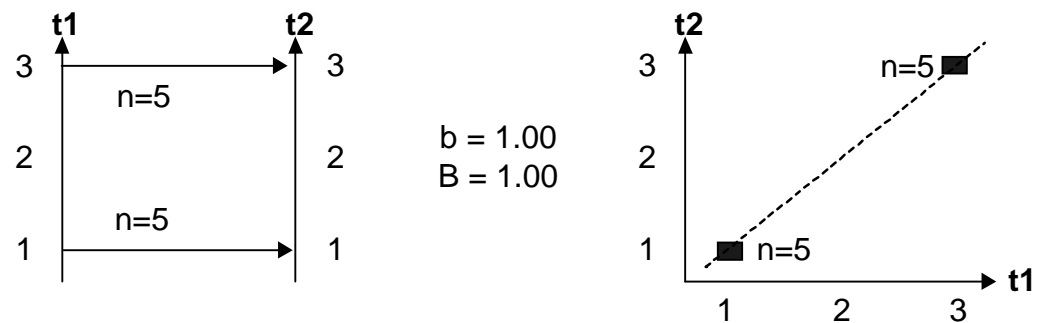 t1 t2
3 3
n=5
2 2
n=5
1 1
b = 1.00
B = 1.00
t2
3
n=5
2
1
n=5
t1
1 2 3